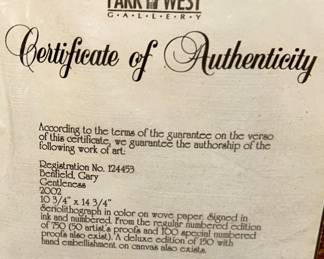 PARK WEST
GALLERY
Certificate of Authenticity
According to the terms of the guarantee on the verso
of this certificate, we guarantee the authorship of the
following work of art:
Registration No. 124453
Benfield, Gary
Gentleness
2002
10 3/4" x 14 3/4"
Seriolithograph in color on wove paper. Signed in
ink and numbered. From the regular numbered edition
of 750 (50 artist's proofs and 100 special numbered
proofs also exist). A deluxe edition of 150 with
hand embellishment on canvas also exists.